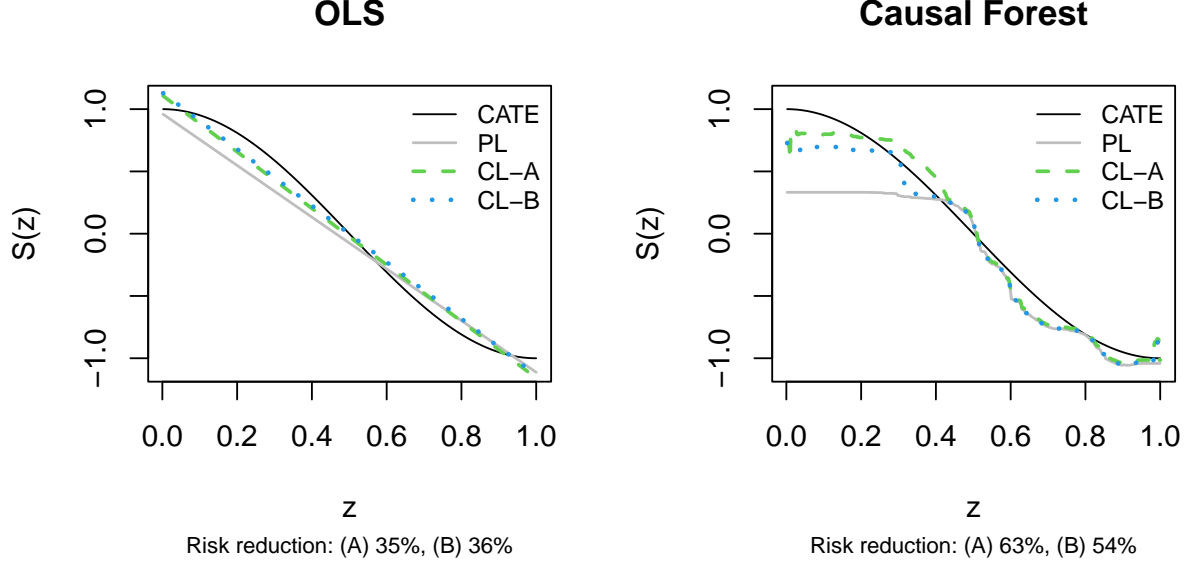 OLS
S(z)
1.0
0.0
−1.0
CATE
PL
CL−A
CL−B
0.0 0.2 0.4 0.6 0.8 1.0
z
Risk reduction: (A) 35%, (B) 36%
Causal Forest
S(z)
1.0
0.0
−1.0
CATE
PL
CL−A
CL−B
0.0 0.2 0.4 0.6 0.8 1.0
z
Risk reduction: (A) 63%, (B) 54%